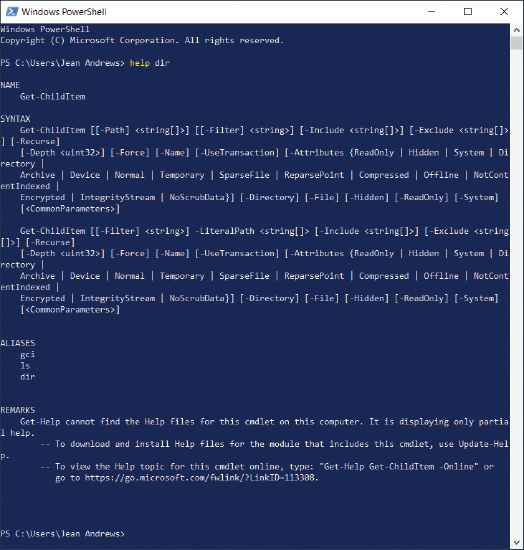 Windows PowerShell
Windows PowerShell
Copyright (C) Microsoft Corporation. All rights reserved.
PS C:\Users\Jean Andrews> help dir
NAME
Get-ChildItem
SYNTAX
Get-ChildItem [[-Path] <string[]>] [[-Filter] <string>] [-Include <string[]>] [-Exclude <string[]>
] [-Recurse]
[-Depth <uint32>] [-Force] [-Name] [-UseTransaction] [-Attributes {ReadOnly | Hidden | System | Di
rectory |
Archive | Device | Normal | Temporary | SparseFile | ReparsePoint | Compressed | Offline | NotCont
entIndexed |
Encrypted | IntegrityStream | NoScrubData}] [-Directory] [-File] [-Hidden] [-ReadOnly] [-System]
[<CommonParameters>]
Get-ChildItem [[-Filter] <string>] -LiteralPath <string[]> [-Include <string[]>] [-Exclude <string
[]>] [-Recurse]
[-Depth <uint32>] [-Force] [-Name] [-UseTransaction] [-Attributes {ReadOnly | Hidden | System | Di
rectory |
Archive | Device | Normal | Temporary | SparseFile | ReparsePoint | Compressed | Offline | NotCont
entIndexed |
Encrypted | IntegrityStream | NoScrubData}] [-Directory] [-File] [-Hidden] [-ReadOnly] [-System]
[<CommonParameters>]
ALIASES
gci
ls
dir
REMARKS
Get-Help cannot find the Help files for this cmdlet on this computer. It is displaying only partia
l help.
-- To download and install Help files for the module that includes this cmdlet, use Update-Hel
p.
-- To view the Help topic for this cmdlet online, type: "Get-Help Get-ChildItem -Online" or
go to https://go.microsoft.com/fwlink/?LinkID=113308.
PS C:\Users\Jean Andrews>